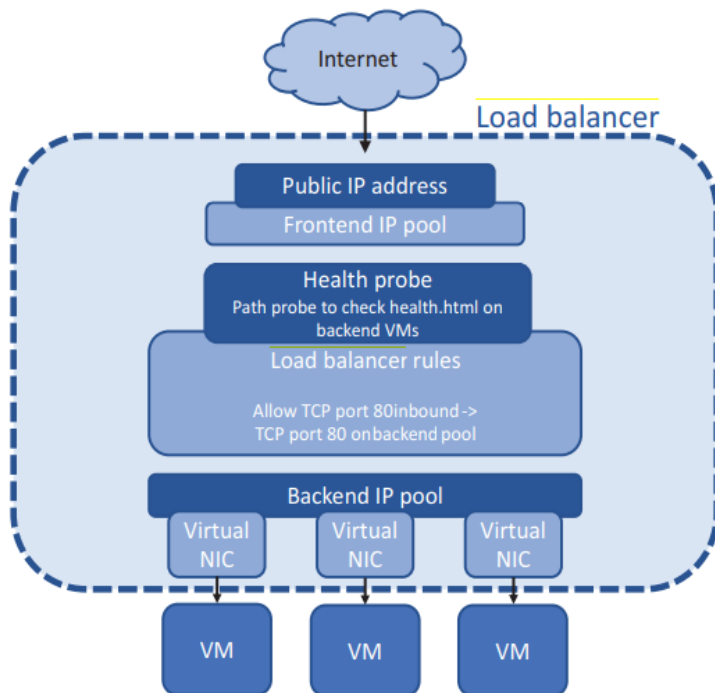 Internet
Load balancer
Public IP address
Frontend IP pool
Health probe
Path probe to check health.html on
backend VMs
Load balancer rules
Allow TCP port 80inbound->
TCP port 80 onbackend pool
Backend IP pool
Virtual
NIC
Virtual
NIC
Virtual
NIC
VM
VM
VM